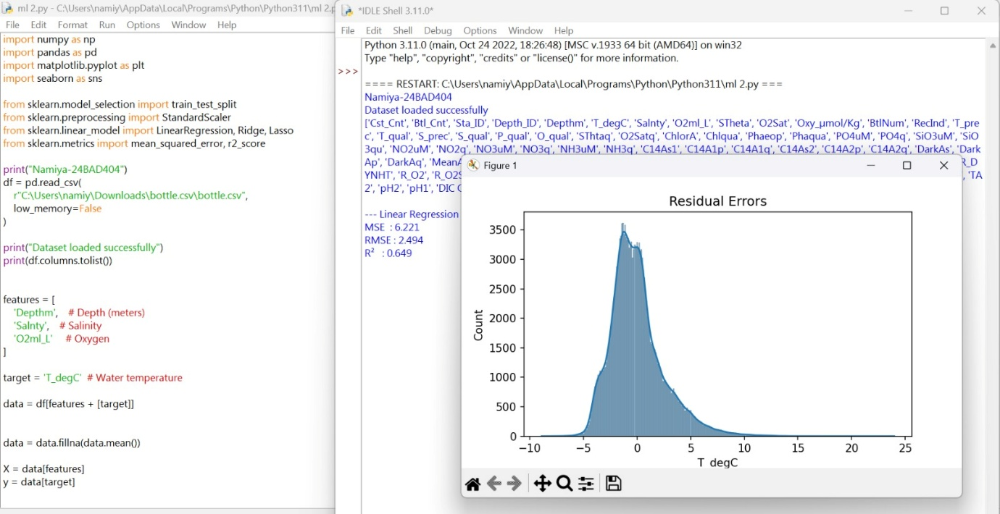 ml 2.py - C:\Users\namiy\AppData\Local\Programs\Python\Python311\ml 2.p
File Edit Format Run Options Window Help
import numpy as np
import pandas as pd
import matplotlib.pyplot as plt
import seaborn as sns
from sklearn.model_selection import train_test_split
from sklearn.preprocessing import StandardScaler
from sklearn.linear_model import LinearRegression, Ridge, Lasso
from sklearn.metrics import mean_squared_error, r2_score
print("Namiya-24BAD404")
df = pd.read_csv(
r"C:\Users\namiy\Downloads\bottle.csv\bottle.csv",
low_memory=False
)
print("Dataset loaded successfully")
print(df.columns.tolist())
features = [
'Depthm', # Depth (meters)
'Salnty', # Salinity
'O2ml_L' # Oxygen
]
target = 'T_degC' # Water temperature
data = df[features + [target]]
data = data.fillna(data.mean())
X = data[features]
y = data[target]
*IDLE Shell 3.11.0*
File Edit Shell Debug Options Window Help
Python 3.11.0 (main, Oct 24 2022, 18:26:48) [MSC v.1933 64 bit (AMD64)] on win32
Type "help", "copyright", "credits" or "license()" for more information.
>>>
==== RESTART: C:\Users\namiy\AppData\Local\Programs\Python\Python311\ml 2.py ===
Namiya-24BAD404
Dataset loaded successfully
['Cst_Cnt', 'Btl_Cnt', 'Sta_ID', 'Depth_ID', 'Depthm', 'T_degC', 'Salnty', 'O2ml_L', 'STheta', 'O2Sat', 'Oxy_µmol/Kg', 'BtlNum', 'RecInd', 'T_pre
c', 'T_qual', 'S_prec', 'S_qual', 'P_qual', 'O_qual', 'SThtaq', 'O2Satq', 'ChlorA', 'Chlqua', 'Phaeop', 'Phaqua', 'PO4uM', 'PO4q', 'SiO3uM', 'SiO
3qu', 'NO2uM', 'NO2q', 'NO3uM', 'NO3q', 'NH3uM', 'NH3q', 'C14As1', 'C14A1p', 'C14A1q', 'C14As2', 'C14A2p', 'C14A2q', 'DarkAs', 'Dark
Ap', 'DarkAq', 'MeanA R_D
YNHT', 'R_O2', 'R_O2S 'TA
2', 'pH2', 'pH1', 'DIC
--- Linear Regression
MSE : 6.221
RMSE : 2.494
R² : 0.649
Figure 1
Residual Errors
3500
3000
2500
2000
1500
1000
500
0
Count
−10 −5 0 5 10 15 20 25
T_degC